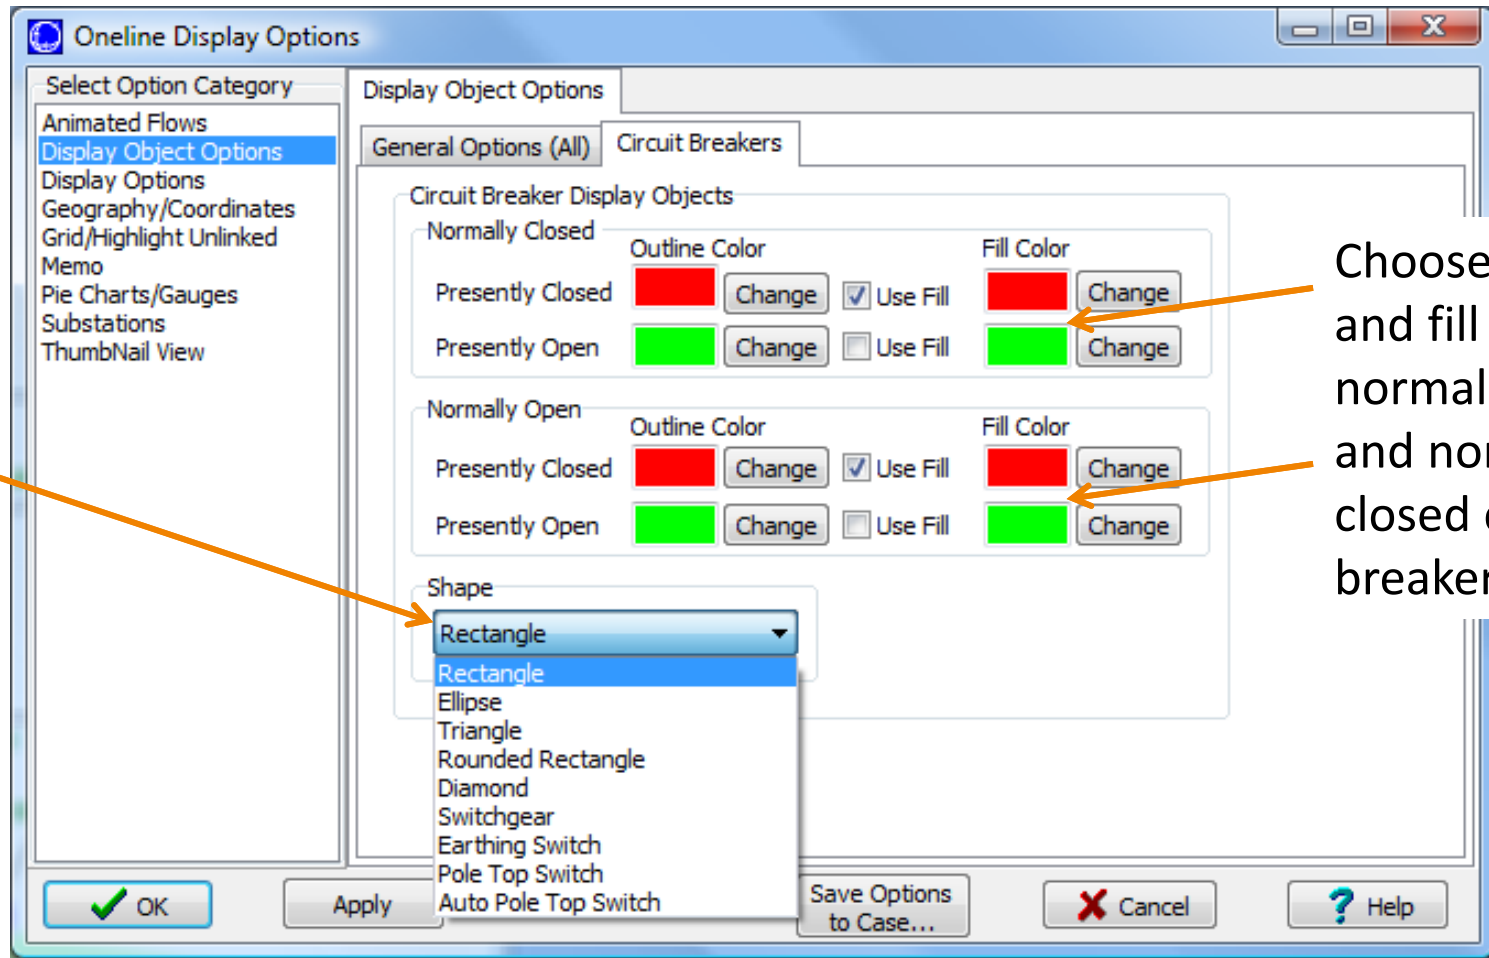 Oneline Display Options
Select Option Category
Animated Flows
Display Object Options
Display Options
Geography/Coordinates
Grid/Highlight Unlinked
Memo
Pie Charts/Gauges
Substations
ThumbNail View
Display Object Options
General Options (All)
Circuit Breakers
Circuit Breaker Display Objects
Normally Closed
Outline Color
Fill Color
Presently Closed
Change
Use Fill
Change
Presently Open
Change
Use Fill
Change
Normally Open
Outline Color
Fill Color
Presently Closed
Change
Use Fill
Change
Presently Open
Change
Use Fill
Change
Shape
Rectangle
Rectangle
Ellipse
Triangle
Rounded Rectangle
Diamond
Switchgear
Earthing Switch
Pole Top Switch
Auto Pole Top Switch
OK
Apply
Save Options
to Case...
Cancel
Help
Choose
and fill
normal
and
closed
breaker